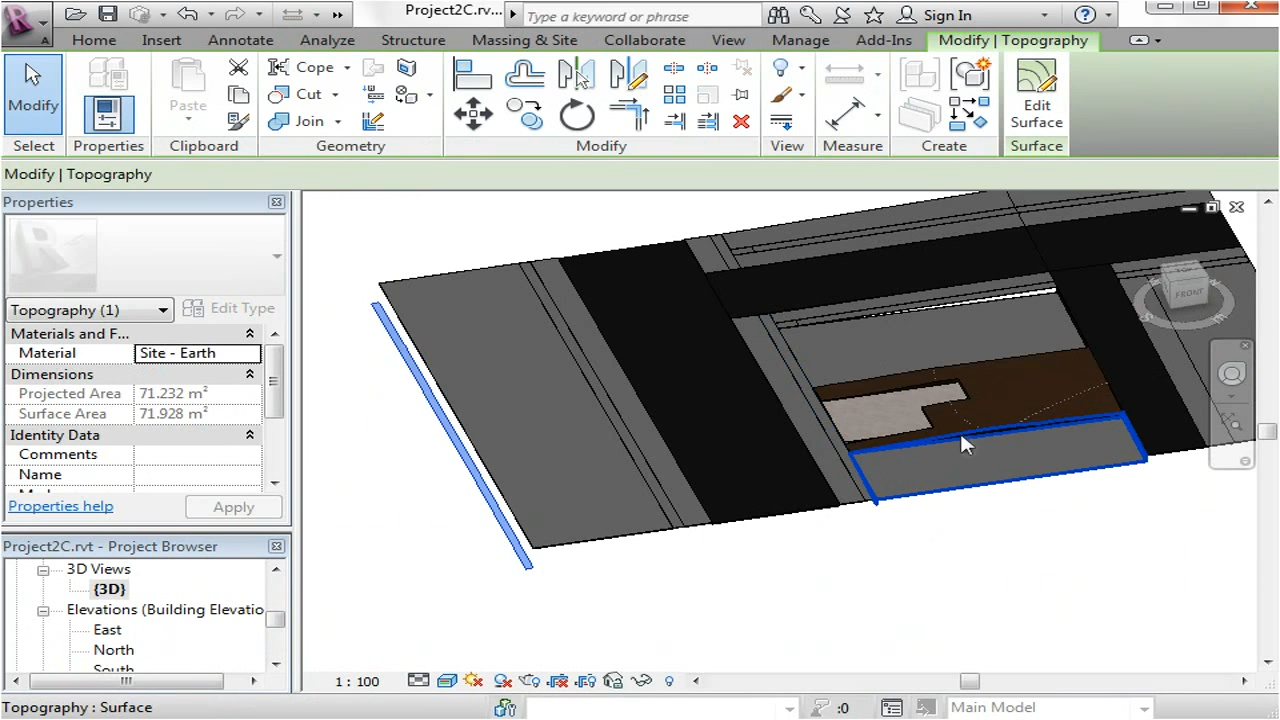 Project2C.rv...
Type a keyword or phrase
Sign In
Home Insert Annotate Analyze Structure Massing & Site Collaborate View Manage Add-Ins Modify | Topography
Modify
Paste
Cope
Cut
Join
Edit
Surface
Select Properties Clipboard Geometry Modify View Measure Create Surface
Modify | Topography
Properties
Topography (1) Edit Type
Materials and F...
Material Site - Earth
Dimensions
Projected Area 71.232 m²
Surface Area 71.928 m²
Identity Data
Comments
Name
Properties help Apply
Project2C.rvt - Project Browser
3D Views
{3D}
Elevations (Building Elevatio
East
North
South
FRONT
1 : 100
Topography : Surface
:0
Main Model